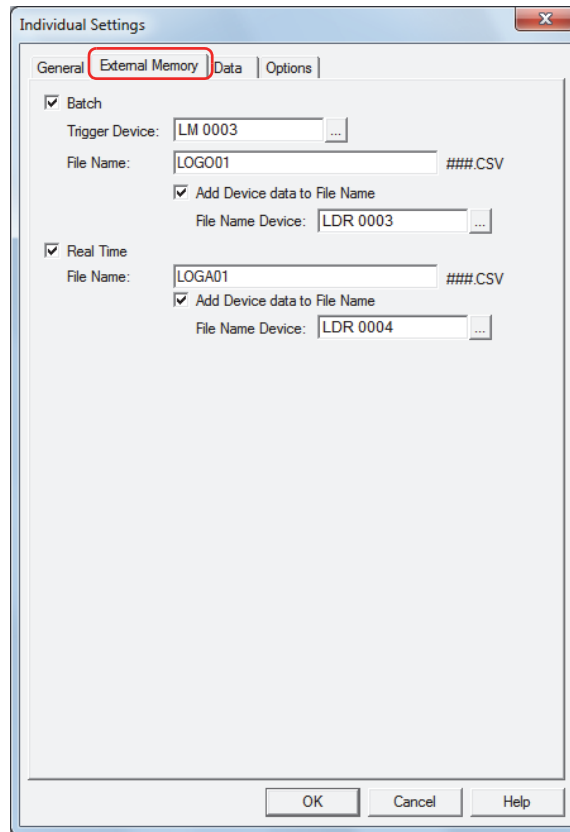 Individual Settings
General External Memory Data Options
Batch
Trigger Device: LM 0003 ...
File Name: LOGO01 ###.CSV
Add Device data to File Name
File Name Device: LDR 0003 ...
Real Time
File Name: LOGA01 ###.CSV
Add Device data to File Name
File Name Device: LDR 0004 ...
OK Cancel Help